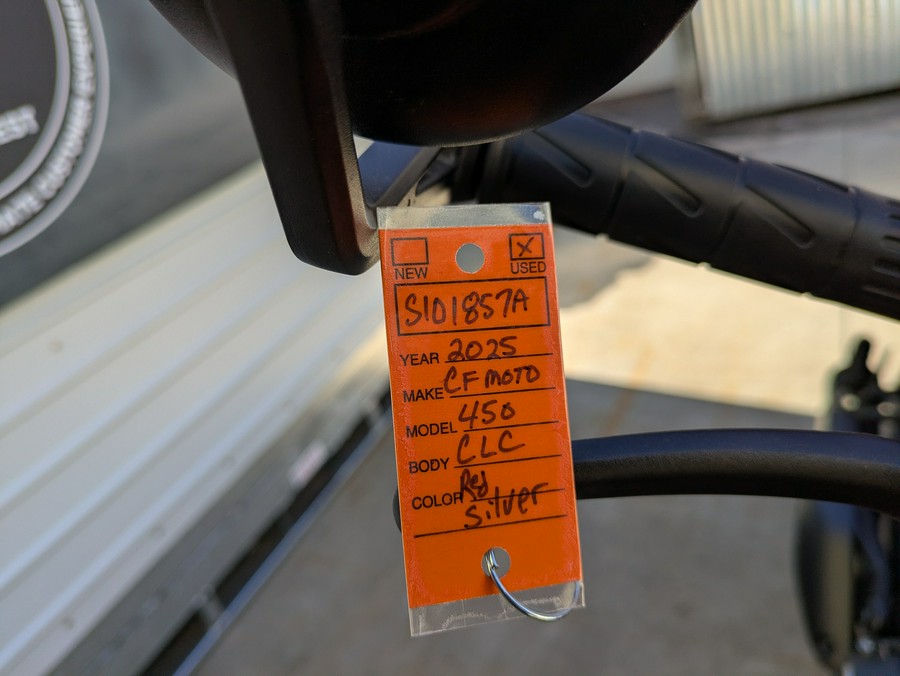 NEW USED
S101857A
YEAR 2025
MAKE CF MOTO
MODEL 450
BODY CLC
COLOR Red
Silver